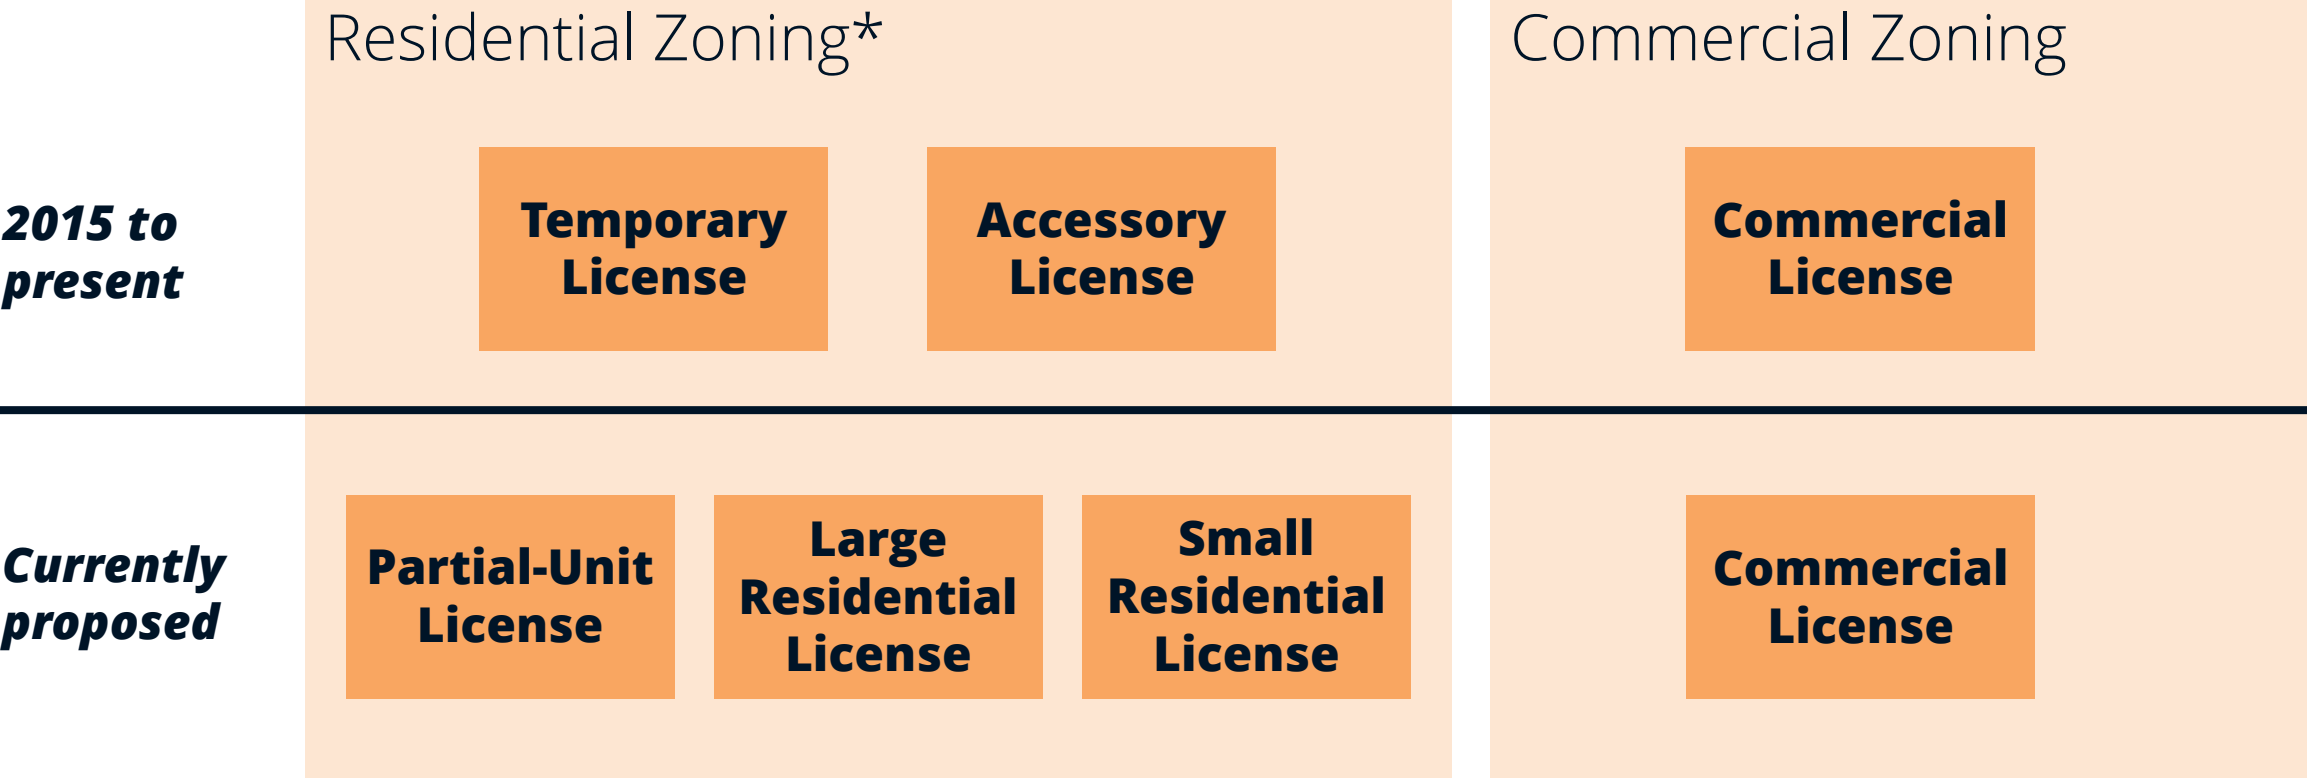 Residential Zoning*
Commercial Zoning
2015 to
present
Temporary
License
Accessory
License
Commercial
License
Currently
proposed
Partial-Unit
License
Large
Residential
License
Small
Residential
License
Commercial
License